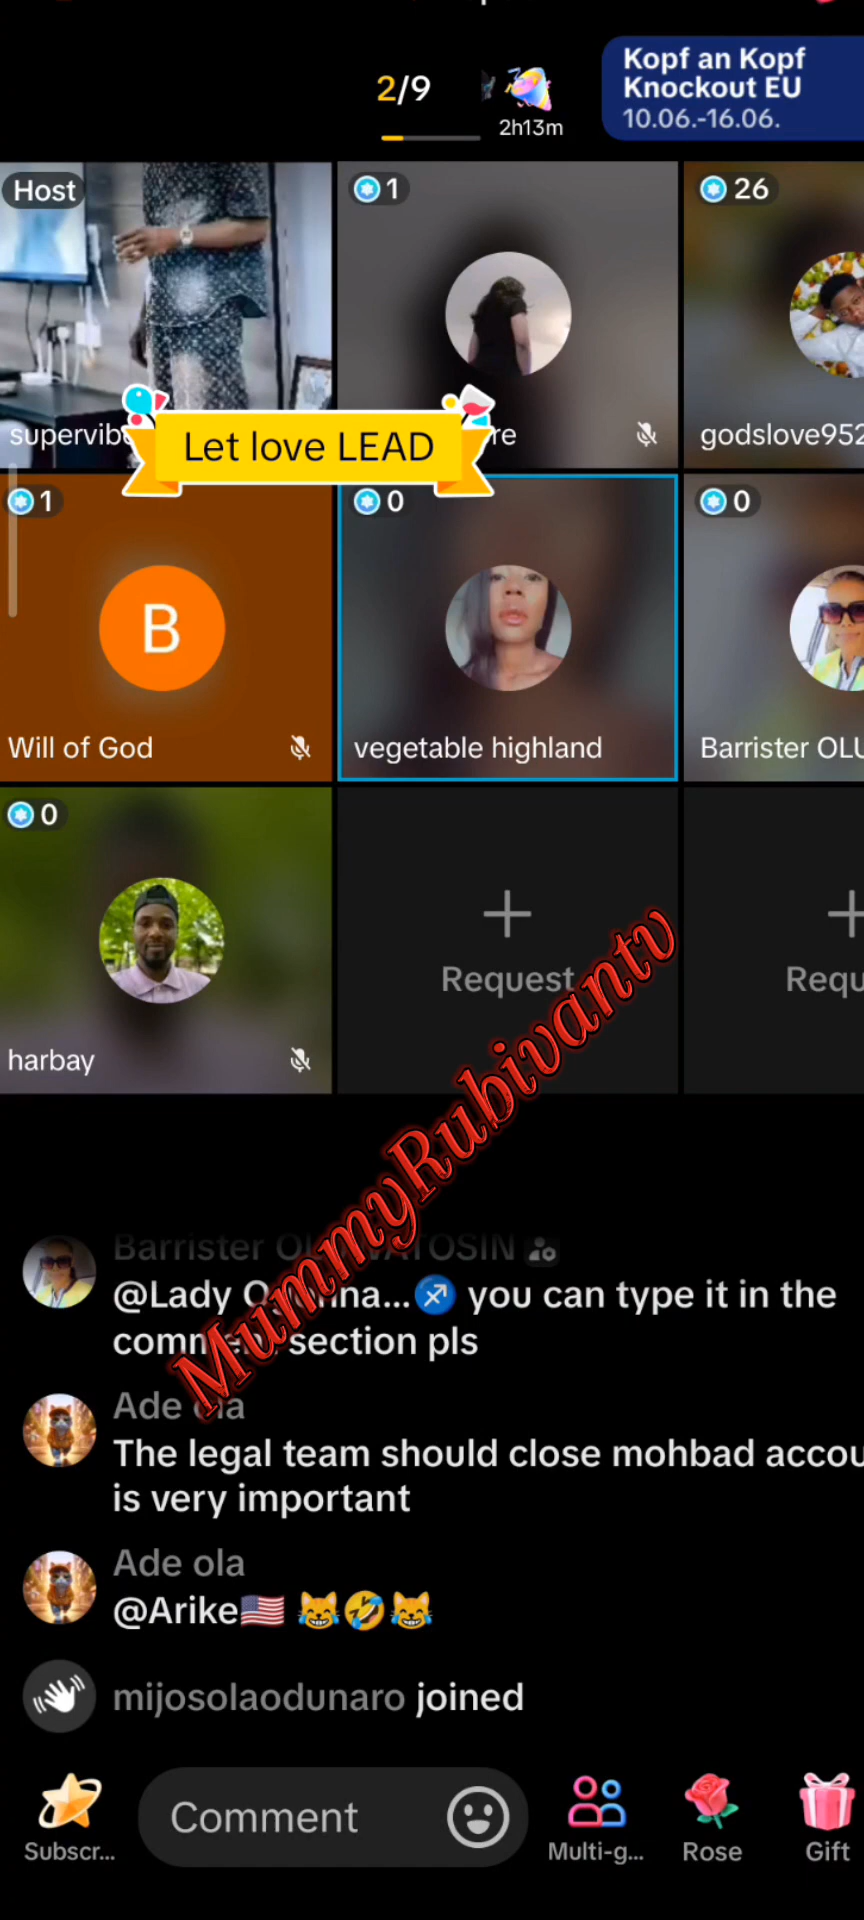 2/9
2h13m
Kopf an Kopf
Knockout EU
10.06.-16.06.
Host
1
26
Let love LEAD
re
godslove952
1
0
0
B
Will of God
vegetable highland
Barrister OLU
0
harbay
Request
MummyRubivantv
Barrister
@Lady you can type it in the
section pls
Ade
The legal team should close mohbad
is very important
Ade ola
@Arike🇺🇸 😹🤣😹
mijosolaodunaro joined
Comment
Subscr...
Multi-g...
Rose
Gift